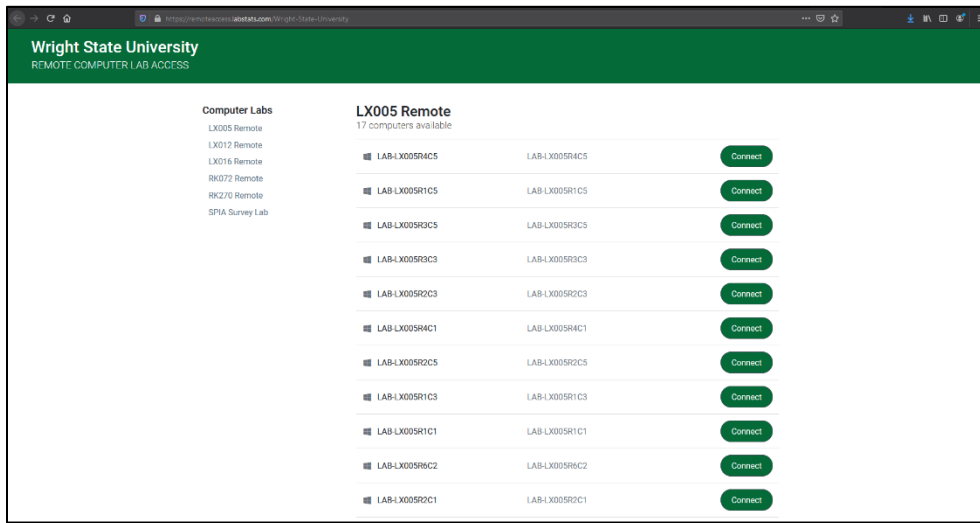 https://remoteaccess.labstats.com/Wright-State-University
Wright State University
REMOTE COMPUTER LAB ACCESS
Computer Labs
LX005 Remote
LX012 Remote
LX016 Remote
RK072 Remote
RK270 Remote
SPIA Survey Lab
LX005 Remote
17 computers available
LAB-LX005R4C5 LAB-LX005R4C5 Connect
LAB-LX005R1C5 LAB-LX005R1C5 Connect
LAB-LX005R3C5 LAB-LX005R3C5 Connect
LAB-LX005R3C3 LAB-LX005R3C3 Connect
LAB-LX005R2C3 LAB-LX005R2C3 Connect
LAB-LX005R4C1 LAB-LX005R4C1 Connect
LAB-LX005R2C5 LAB-LX005R2C5 Connect
LAB-LX005R1C3 LAB-LX005R1C3 Connect
LAB-LX005R1C1 LAB-LX005R1C1 Connect
LAB-LX005R6C2 LAB-LX005R6C2 Connect
LAB-LX005R2C1 LAB-LX005R2C1 Connect